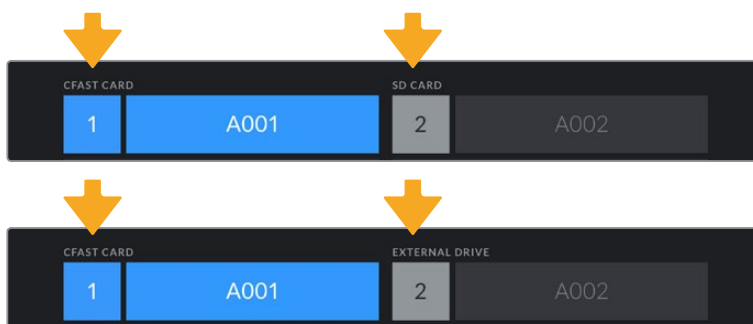 CFAST CARD SD CARD
1 A001 2 A002
CFAST CARD EXTERNAL DRIVE
1 A001 2 A002